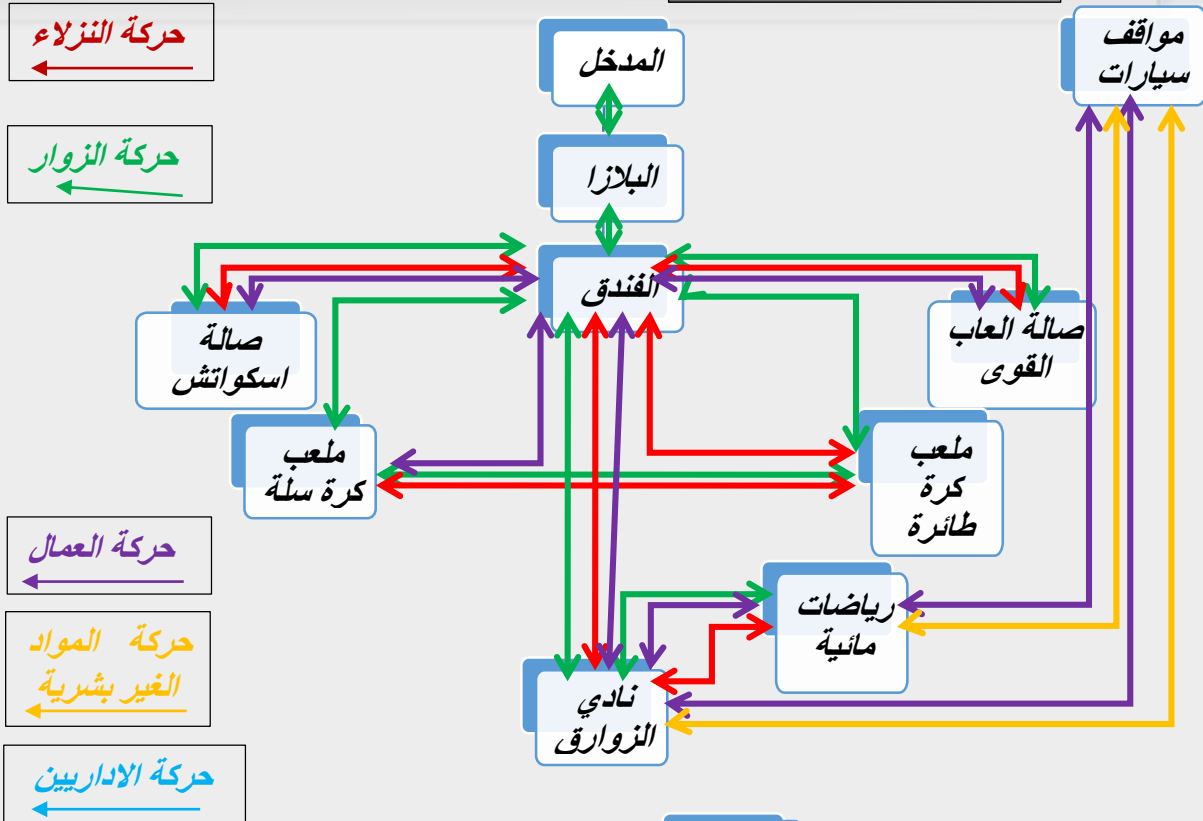 حركة النزلاء
حركة الزوار
المدخل
مواقف
سيارات
البلازا
الفندق
صالة
اسكواتش
صالة العاب
القوى
ملعب
كرة سلة
ملعب
كرة
طائرة
حركة العمال
رياضات
مائية
حركة المواد
الغير بشرية
نادي
الزوارق
حركة الاداريين